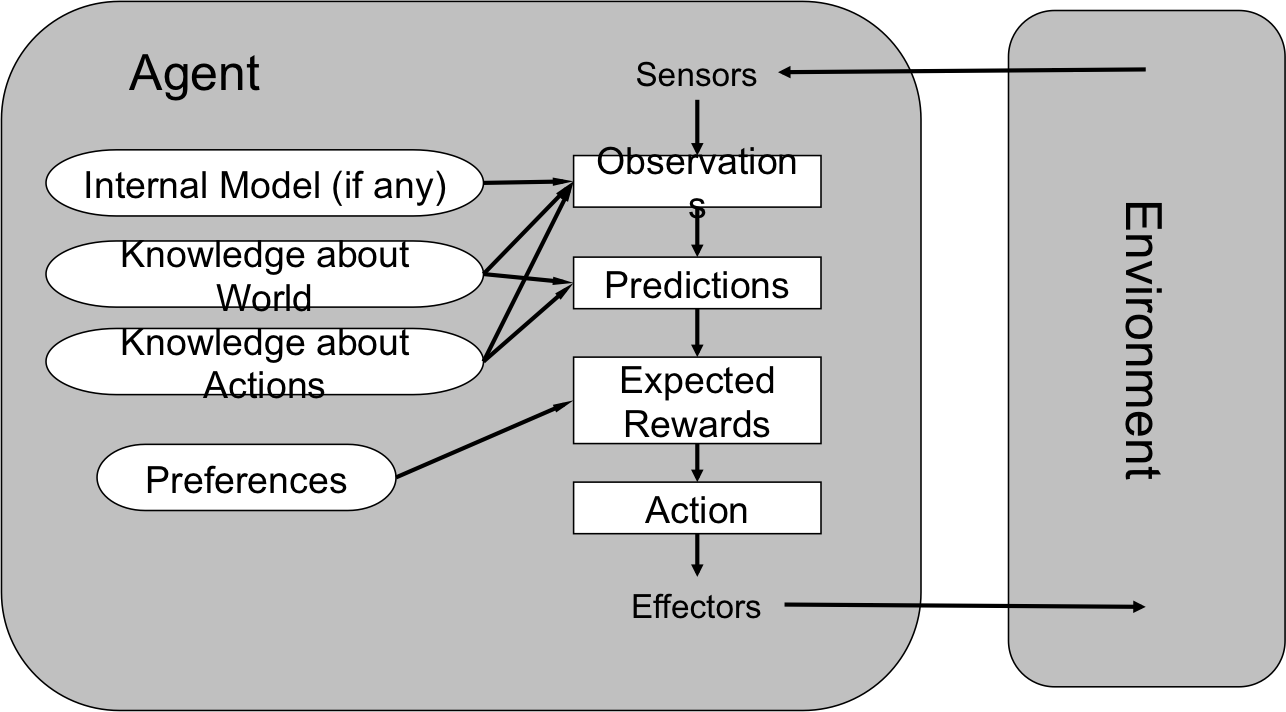 Agent
Sensors
Internal Model (if any)
Observation
s
Knowledge about
World
Predictions
Knowledge about
Actions
Expected
Rewards
Preferences
Action
Effectors
Environment